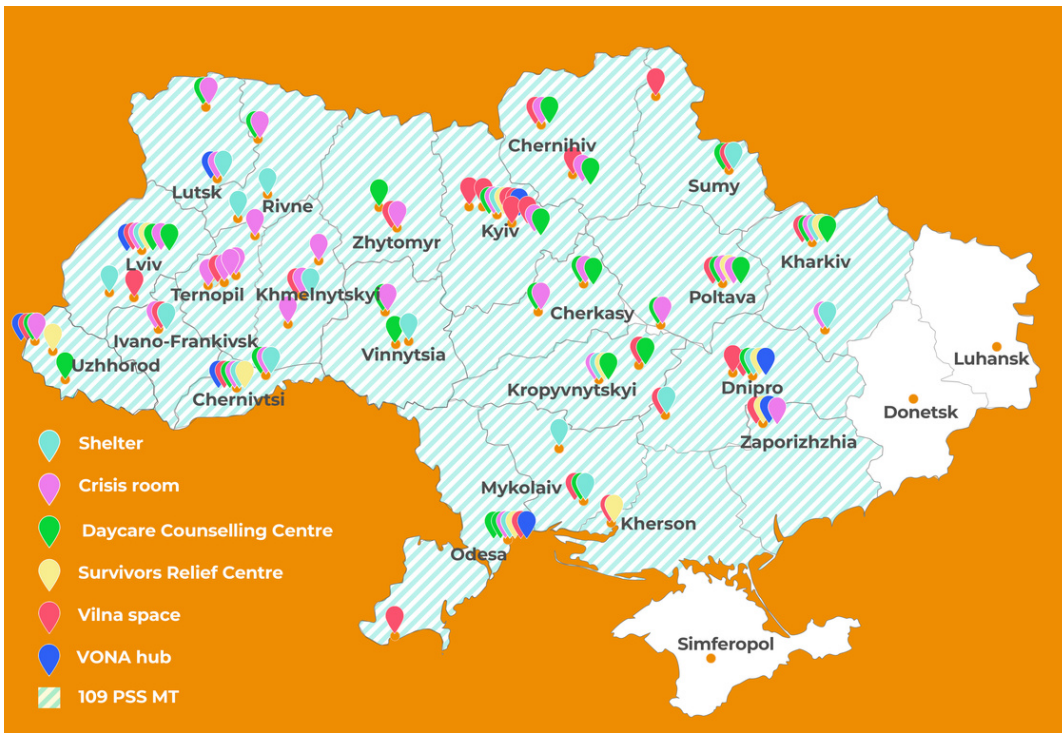 Chernihiv
Sumy
Lutsk
Rivne
Zhytomyr
Kyiv
Kharkiv
Lviv
Ternopil
Khmelnytskyi
Cherkasy
Poltava
Ivano-Frankivsk
Uzhhorod
Vinnytsia
Luhansk
Chernivtsi
Kropyvnytskyi
Dnipro
Donetsk
Zaporizhzhia
Mykolaiv
Kherson
Odesa
Simferopol
Shelter
Crisis room
Daycare Counselling Centre
Survivors Relief Centre
Vilna space
VONA hub
109 PSS MT